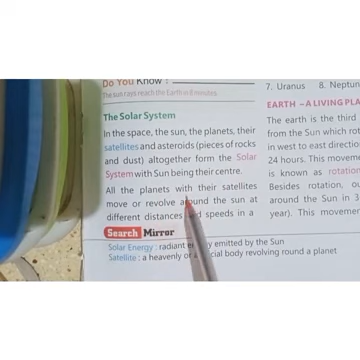 Do You Know :
The sun rays reach the Earth in 8 minutes.
The Solar System
In the space, the sun, the planets, their
satellites and asteroids (pieces of rocks
and dust) altogether form the Solar
System with Sun being their centre.
All the planets with their satellites
move or revolve around the sun at
different distances and speeds in a
Search Mirror
Solar Energy : radiant energy emitted by the Sun
Satellite : a heavenly or a cial body revolving round a planet
7. Uranus 8. Neptun
EARTH – A LIVING PLA
The earth is the third
from the Sun which rot
in west to east direction
24 hours. This movem
is known as rotation
Besides rotation, ou
around the sun in 3
year). This movemen